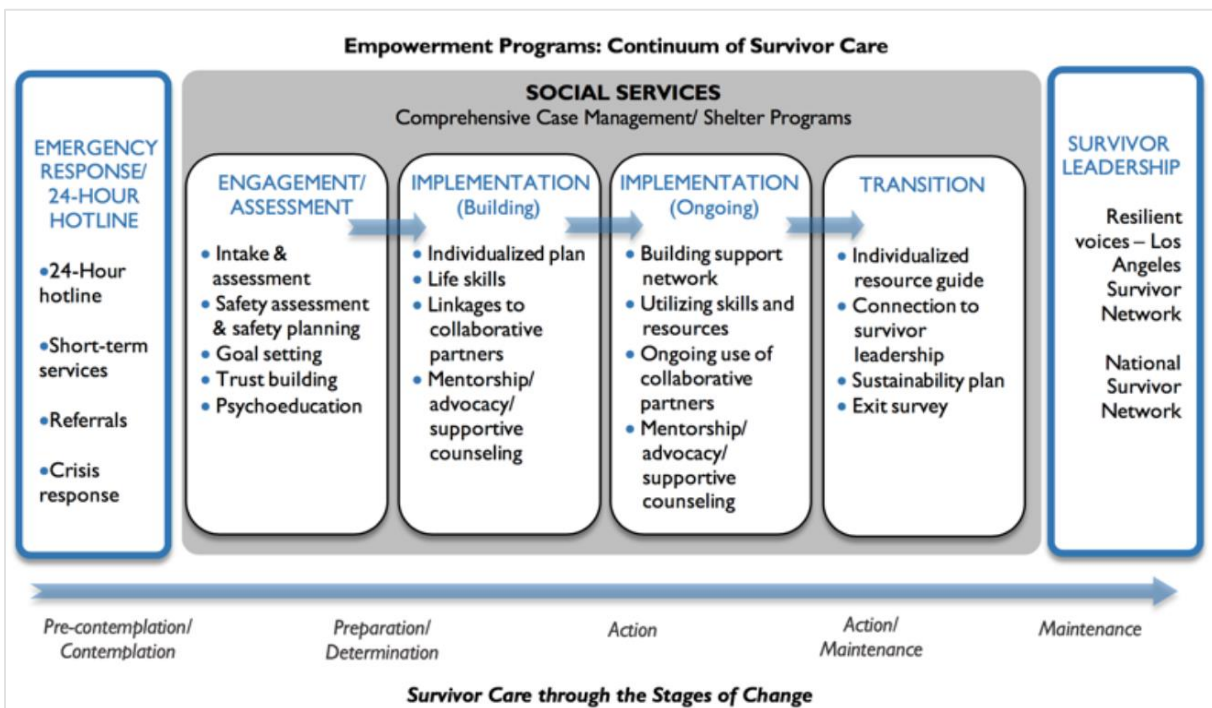 Empowerment Programs: Continuum of Survivor Care
EMERGENCY
RESPONSE/
24-HOUR
HOTLINE
•24-Hour
hotline
•Short-term
services
•Referrals
•Crisis
response
SOCIAL SERVICES
Comprehensive Case Management/ Shelter Programs
ENGAGEMENT/
ASSESSMENT
• Intake &
assessment
• Safety assessment
& safety planning
• Goal setting
• Trust building
• Psychoeducation
IMPLEMENTATION
(Building)
• Individualized plan
• Life skills
• Linkages to
collaborative
partners
• Mentorship/
advocacy/
supportive
counseling
IMPLEMENTATION
(Ongoing)
• Building support
network
• Utilizing skills and
resources
• Ongoing use of
collaborative
partners
• Mentorship/
advocacy/
supportive
counseling
TRANSITION
• Individualized
resource guide
• Connection to
survivor
leadership
• Sustainability plan
• Exit survey
SURVIVOR
LEADERSHIP
Resilient
voices – Los
Angeles
Survivor
Network
National
Survivor
Network
Pre-contemplation/
Contemplation
Preparation/
Determination
Action
Action/
Maintenance
Maintenance
Survivor Care through the Stages of Change